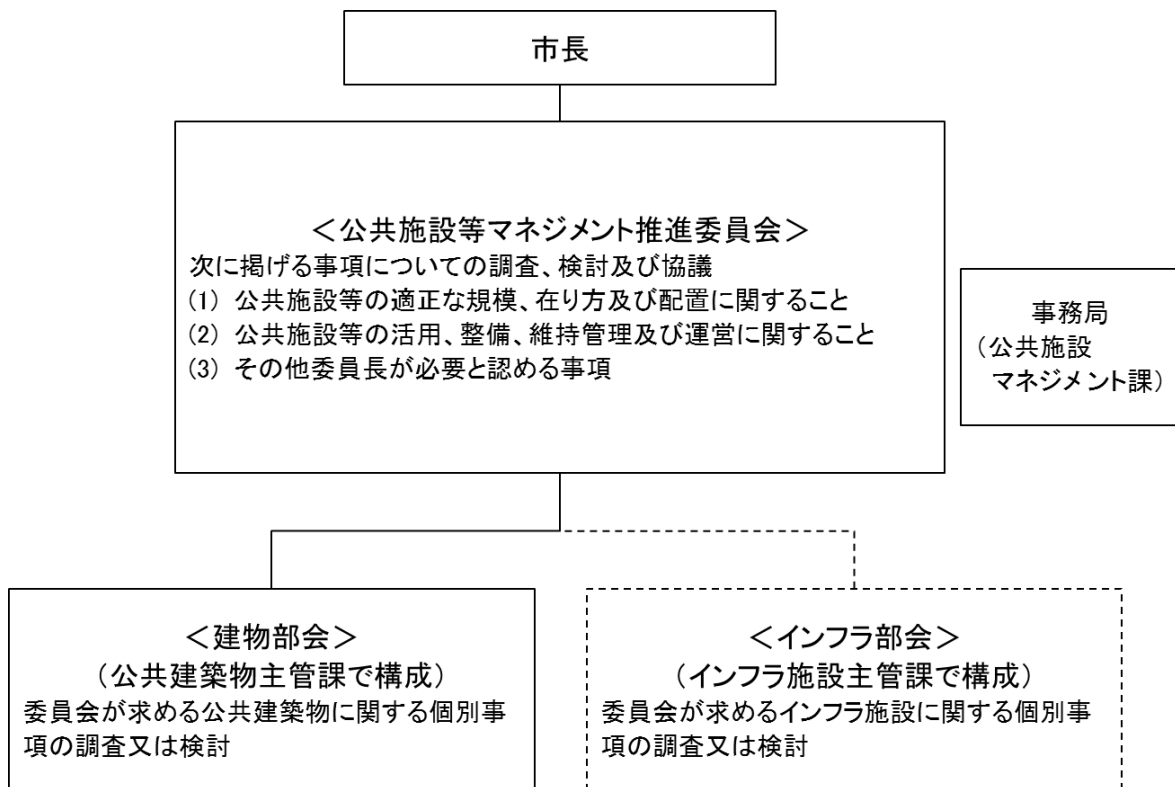 市長
＜公共施設等マネジメント推進委員会＞
次に掲げる事項についての調査、検討及び協議
(1) 公共施設等の適正な規模、在り方及び配置に関すること
(2) 公共施設等の活用、整備、維持管理及び運営に関すること
(3) その他委員長が必要と認める事項
事務局
（公共施設
マネジメント課）
＜建物部会＞
（公共建築物主管課で構成）
委員会が求める公共建築物に関する個別事
項の調査又は検討
＜インフラ部会＞
（インフラ施設主管課で構成）
委員会が求めるインフラ施設に関する個別事
項の調査又は検討